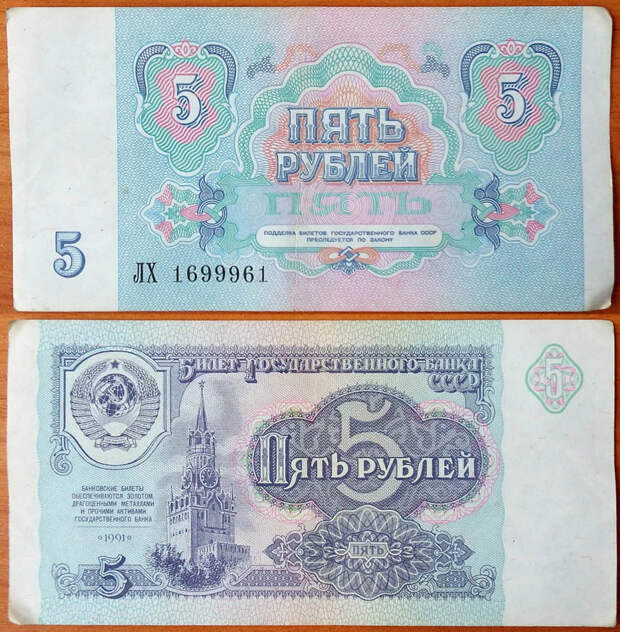 5
5
ПЯТЬ
РУБЛЕЙ
ПЯТЬ
ПОДДЕЛКА БИЛЕТОВ ГОСУДАРСТВЕННОГО БАНКА СССР
ПРЕСЛЕДУЕТСЯ ПО ЗАКОНУ
5
ЛХ 1699961
БИЛЕТ ГОСУДАРСТВЕННОГО БАНКА
СССР
5
5
ПЯТЬ РУБЛЕЙ
БАНКОВСКИЕ БИЛЕТЫ
ОБЕСПЕЧИВАЮТСЯ ЗОЛОТОМ,
ДРАГОЦЕННЫМИ МЕТАЛЛАМИ
И ПРОЧИМИ АКТИВАМИ
ГОСУДАРСТВЕННОГО БАНКА
*1991*
ПЯТЬ
5